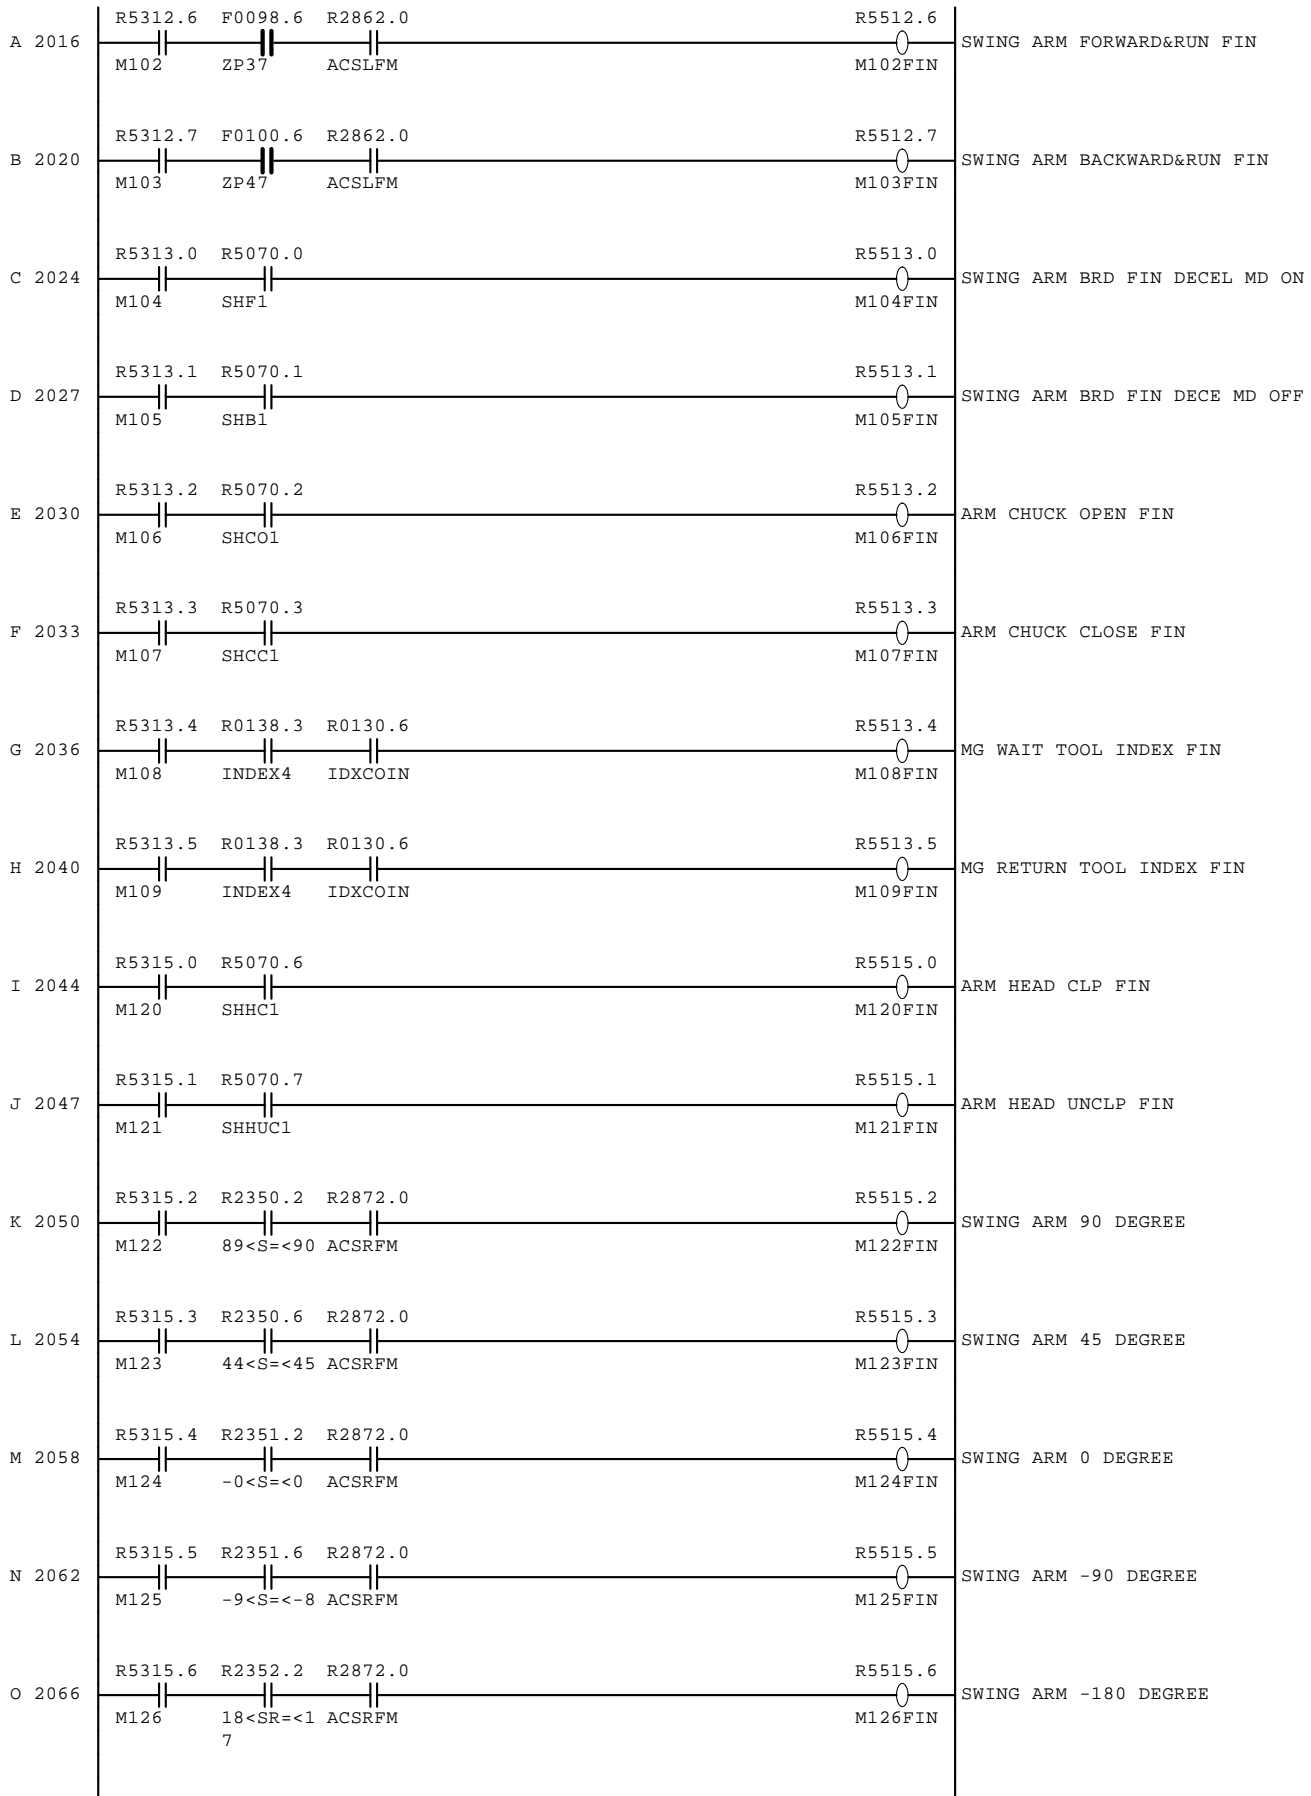 R5312.6 F0098.6 R2862.0 R5512.6
A 2016 SWING ARM FORWARD&RUN FIN
M102 ZP37 ACSLFM M102FIN
R5312.7 F0100.6 R2862.0 R5512.7
B 2020 SWING ARM BACKWARD&RUN FIN
M103 ZP47 ACSLFM M103FIN
R5313.0 R5070.0 R5513.0
C 2024 SWING ARM BRD FIN DECEL MD ON
M104 SHF1 M104FIN
R5313.1 R5070.1 R5513.1
D 2027 SWING ARM BRD FIN DECE MD OFF
M105 SHB1 M105FIN
R5313.2 R5070.2 R5513.2
E 2030 ARM CHUCK OPEN FIN
M106 SHCO1 M106FIN
R5313.3 R5070.3 R5513.3
F 2033 ARM CHUCK CLOSE FIN
M107 SHCC1 M107FIN
R5313.4 R0138.3 R0130.6 R5513.4
G 2036 MG WAIT TOOL INDEX FIN
M108 INDEX4 IDXCOIN M108FIN
R5313.5 R0138.3 R0130.6 R5513.5
H 2040 MG RETURN TOOL INDEX FIN
M109 INDEX4 IDXCOIN M109FIN
R5315.0 R5070.6 R5515.0
I 2044 ARM HEAD CLP FIN
M120 SHHC1 M120FIN
R5315.1 R5070.7 R5515.1
J 2047 ARM HEAD UNCLP FIN
M121 SHHUC1 M121FIN
R5315.2 R2350.2 R2872.0 R5515.2
K 2050 SWING ARM 90 DEGREE
M122 89<S=<90 ACSRFM M122FIN
R5315.3 R2350.6 R2872.0 R5515.3
L 2054 SWING ARM 45 DEGREE
M123 44<S=<45 ACSRFM M123FIN
R5315.4 R2351.2 R2872.0 R5515.4
M 2058 SWING ARM 0 DEGREE
M124 -0<S=<0 ACSRFM M124FIN
R5315.5 R2351.6 R2872.0 R5515.5
N 2062 SWING ARM -90 DEGREE
M125 -9<S=<-8 ACSRFM M125FIN
R5315.6 R2352.2 R2872.0 R5515.6
O 2066 SWING ARM -180 DEGREE
M126 18<SR=<1 ACSRFM M126FIN
7